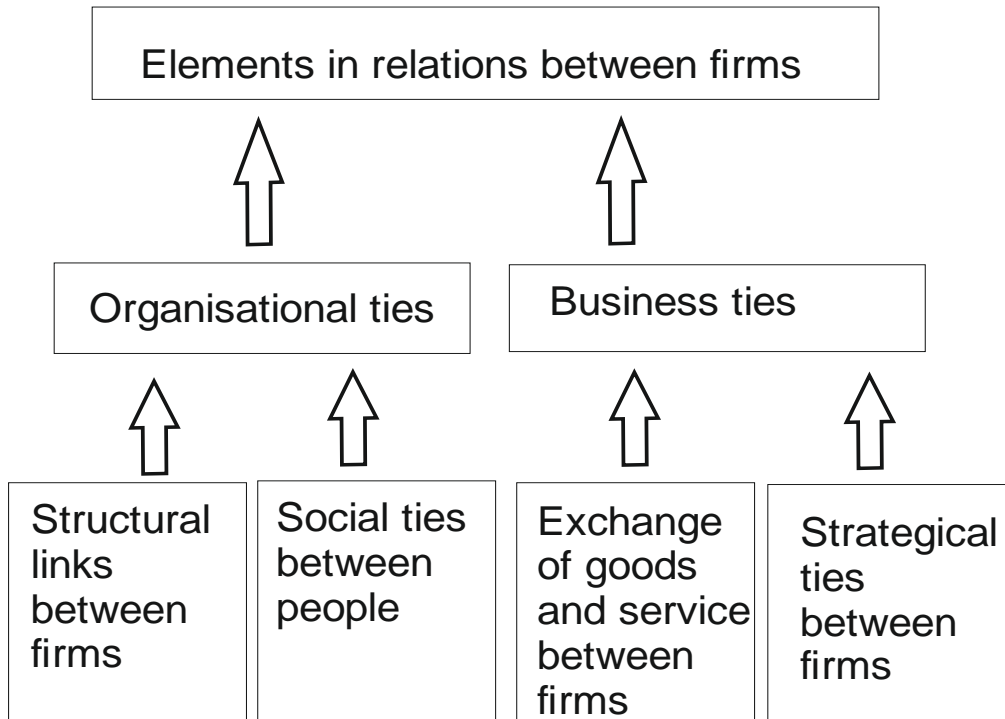 Elements in relations between firms
Organisational ties
Business ties
Structural
links
between
firms
Social ties
between
people
Exchange
of goods
and service
between
firms
Strategical
ties
between
firms